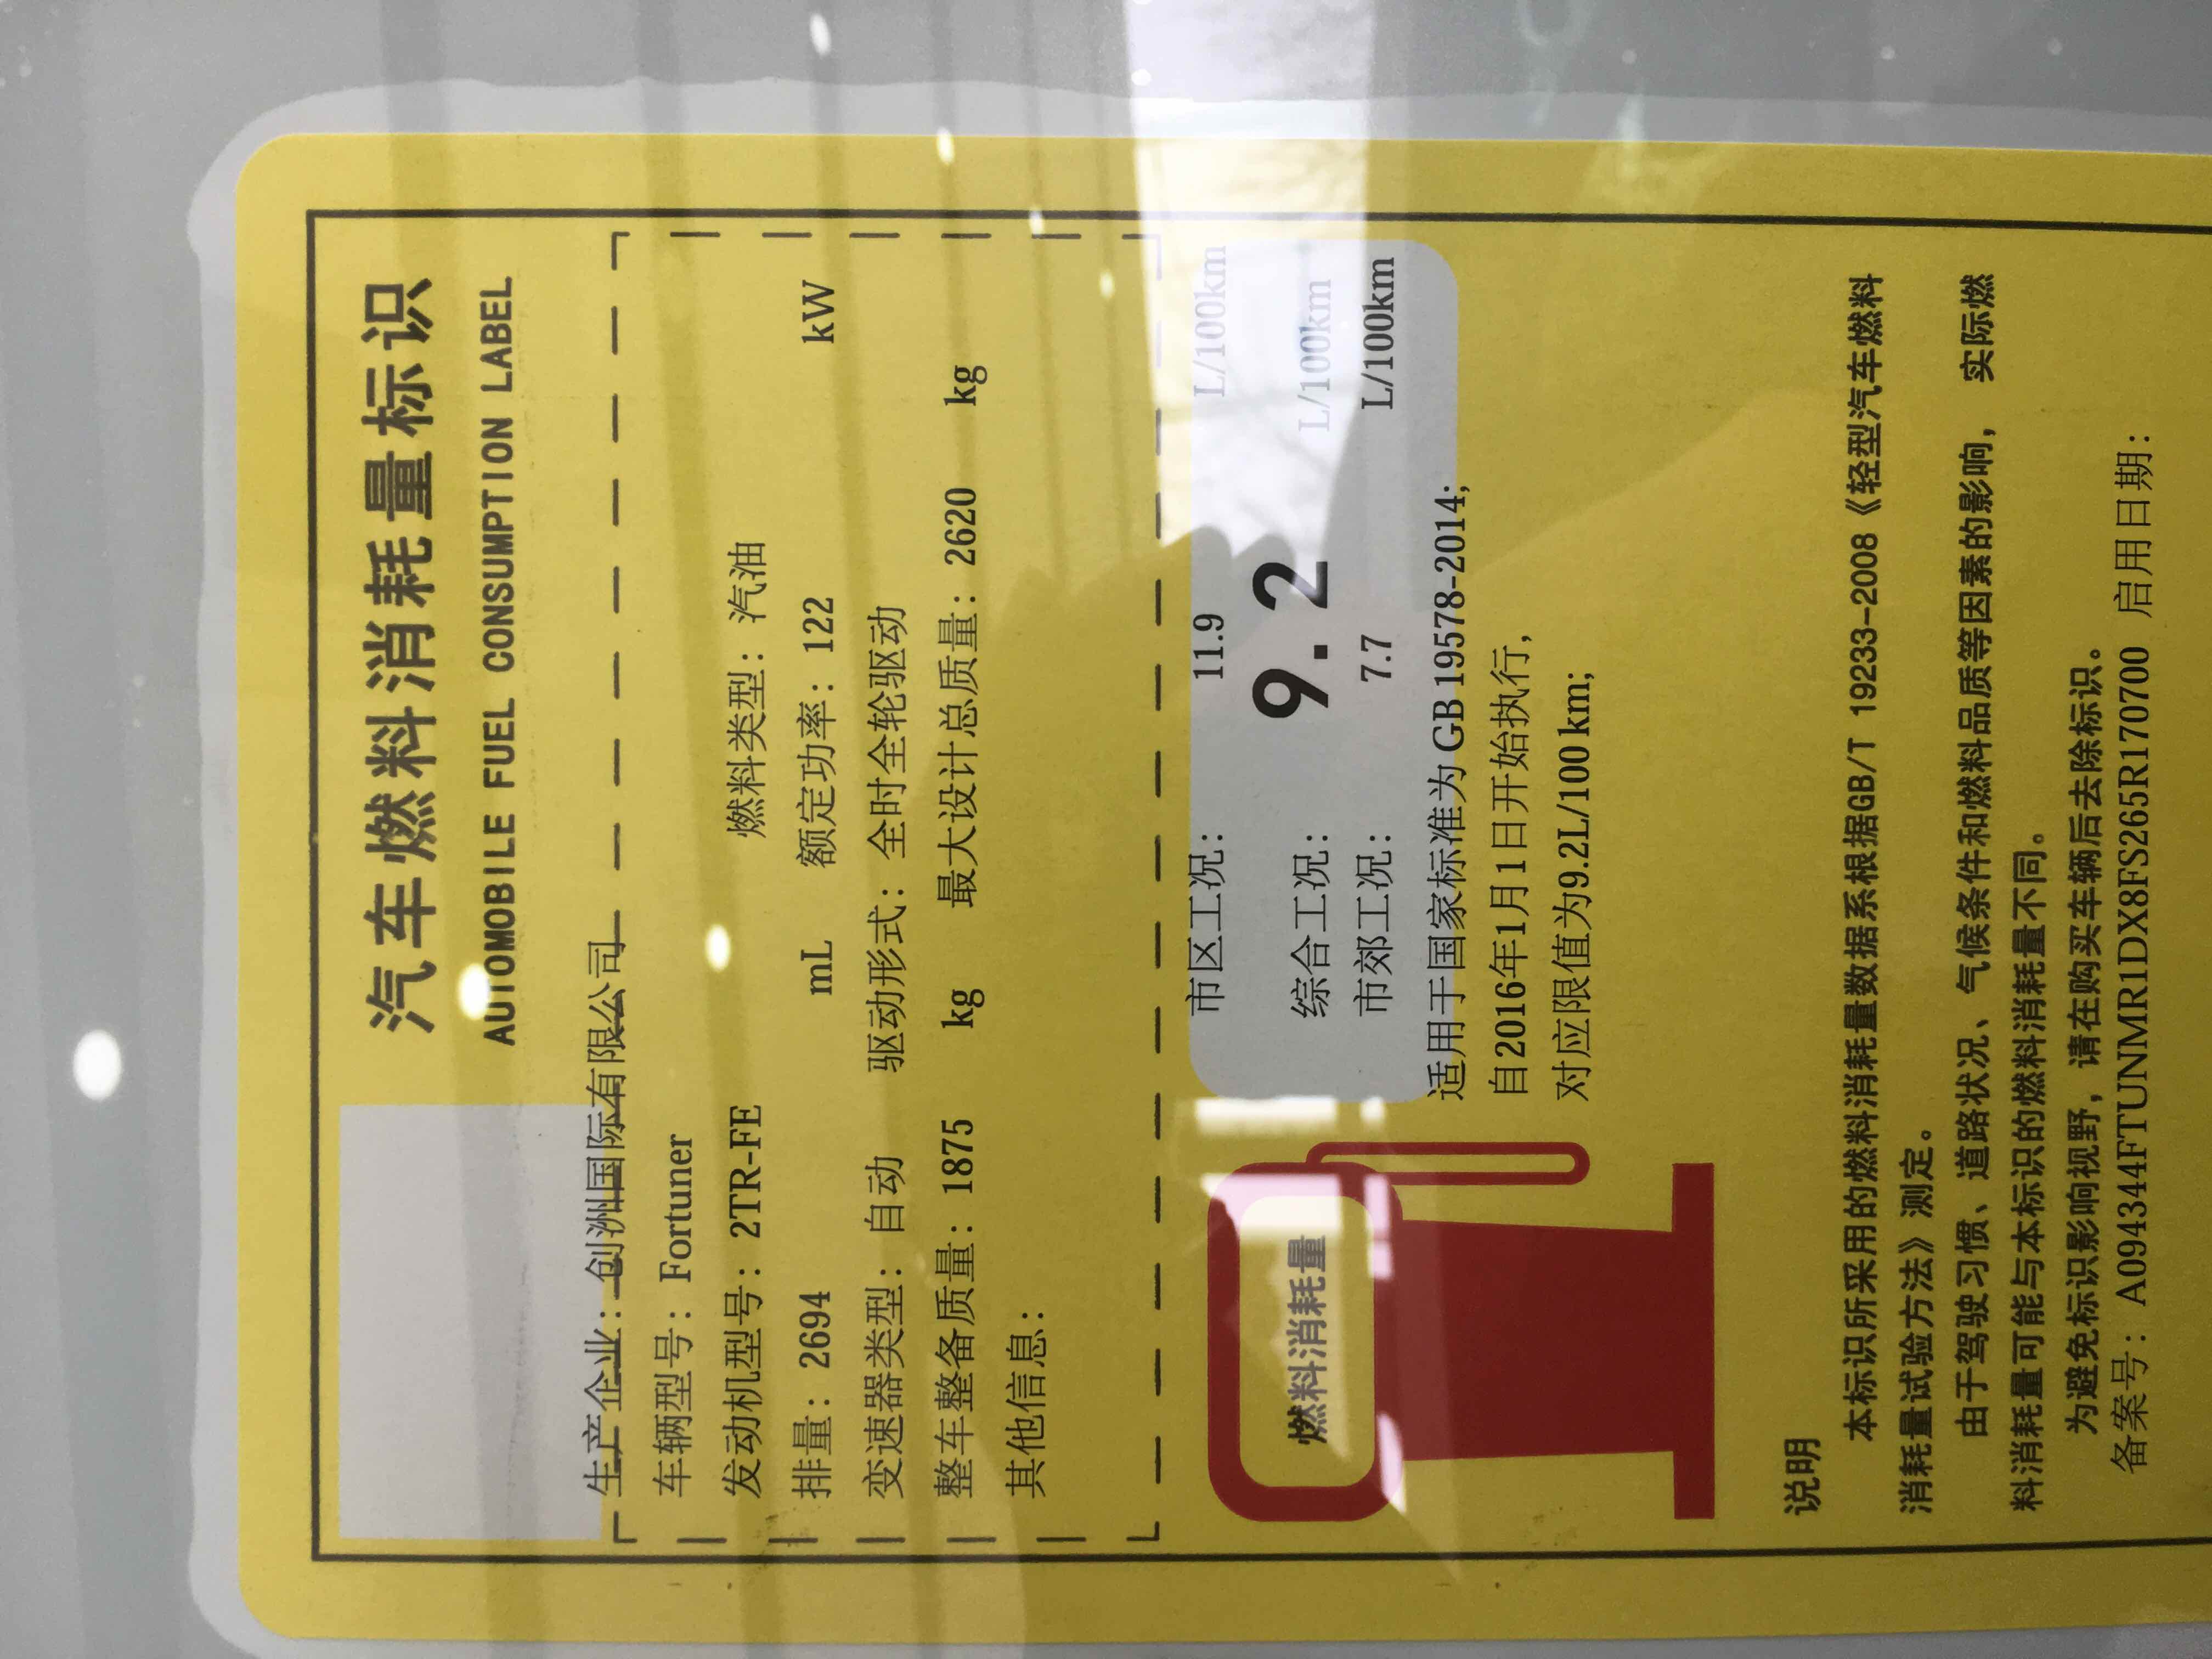 汽车燃料消耗量标识
AUTOMOBILE FUEL CONSUMPTION LABEL
生产企业：创洲国际有限公司
车辆型号：Fortuner
发动机型号：2TR-FE 燃料类型：汽油
排量：2694 mL 额定功率：122 kW
变速器类型：自动 驱动形式：全时全轮驱动
整车整备质量：1875 kg 最大设计总质量：2620 kg
其他信息：
燃料消耗量
市区工况： 11.9 L/100km
综合工况： 9.2 L/100km
市郊工况： 7.7 L/100km
适用于国家标准为GB 19578-2014;
自2016年1月1日开始执行,
对应限值为9.2L/100 km;
说明
本标识所采用的燃料消耗量数据系根据GB/T 19233-2008《轻型汽车燃料
消耗量试验方法》测定。
由于驾驶习惯、道路状况、气候条件和燃料品质等因素的影响，实际燃
料消耗量可能与本标识的燃料消耗量不同。
为避免标识影响视野，请在购买车辆后去除标识。
备案号：A094344FTUNMR1DX8FS265R170700 启用日期：